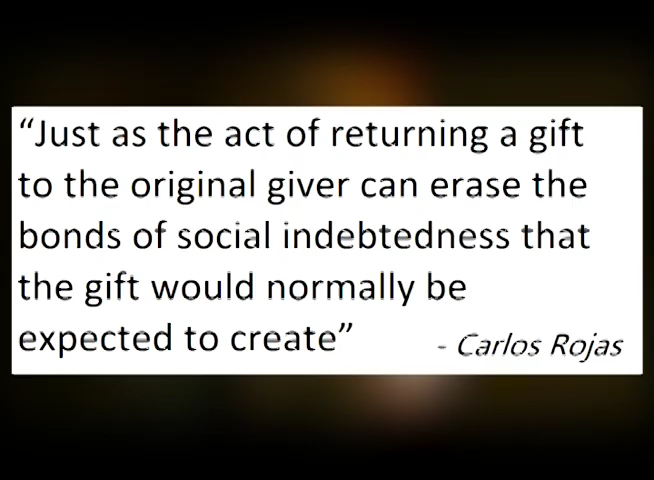 “Just as the act of returning a gift
to the original giver can erase the
bonds of social indebtedness that
the gift would normally be
expected to create”
- Carlos Rojas